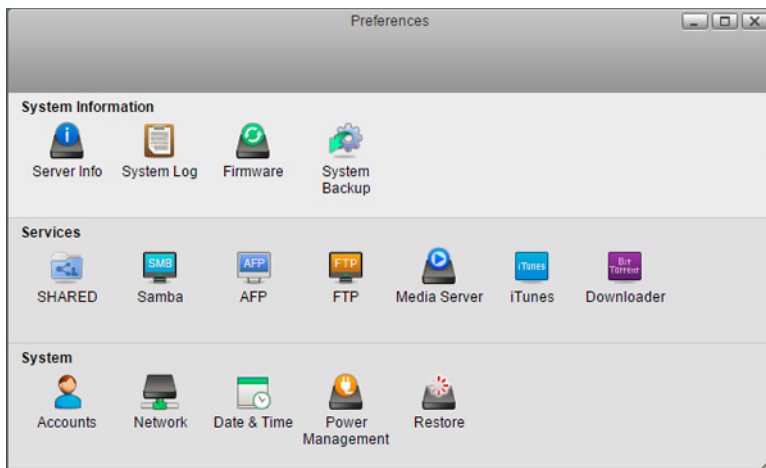 Preferences
System Information
Server Info
System Log
Firmware
System
Backup
Services
SMB
AFP
FTP
iTunes
Bit
Torrent
SHARED
Samba
AFP
FTP
Media Server
iTunes
Downloader
System
Accounts
Network
Date & Time
Power
Management
Restore